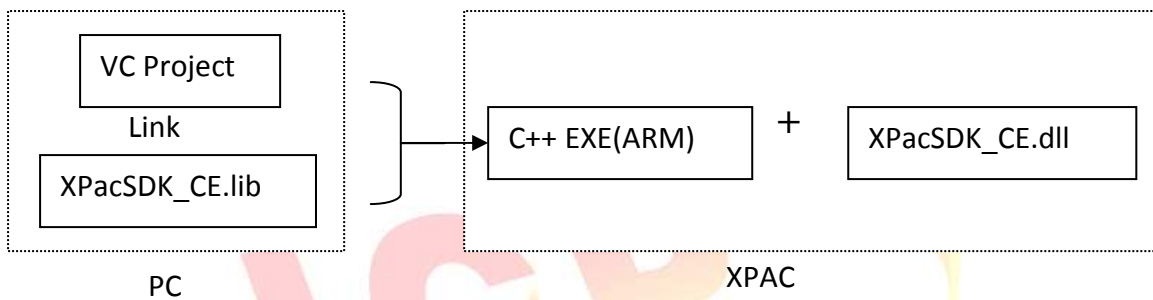 VC Project
Link
XPacSDK_CE.lib
PC
C++ EXE(ARM)
+
XPacSDK_CE.dll
XPAC